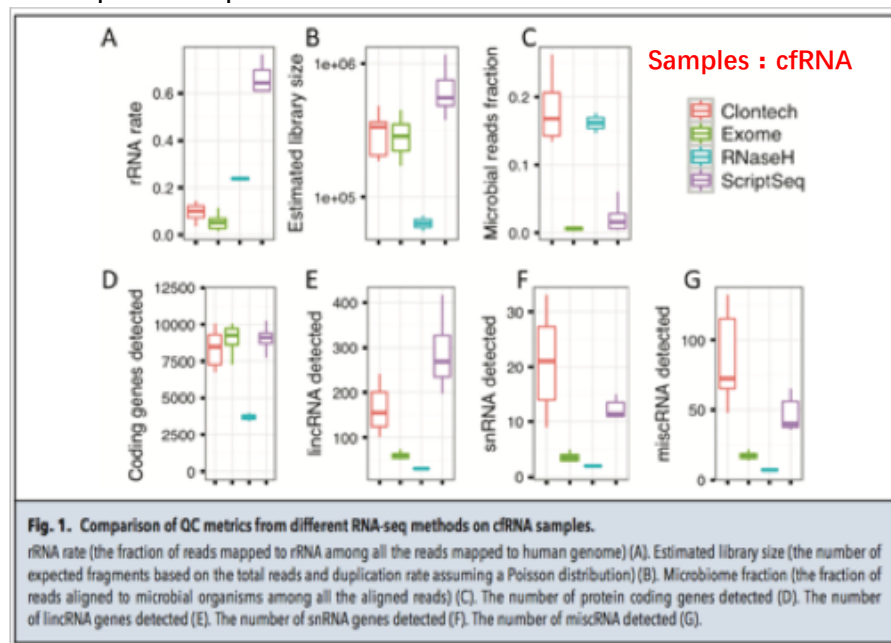 A
B
C
Samples：cfRNA
rRNA rate
0.6
0.4
0.2
0.0
Estimated library size
1e+06
1e+05
Microbial reads fraction
0.2
0.1
0.0
Clontech
Exome
RNaseH
ScriptSeq
D
E
F
G
Coding genes detected
12500
10000
7500
5000
2500
0
lincRNA detected
400
300
200
100
snRNA detected
30
20
10
0
miscRNA detected
100
50
0
Fig. 1. Comparison of QC metrics from different RNA-seq methods on cfRNA samples.
rRNA rate (the fraction of reads mapped to rRNA among all the reads mapped to human genome) (A). Estimated library size (the number of
expected fragments based on the total reads and duplication rate assuming a Poisson distribution) (B). Microbiome fraction (the fraction of
reads aligned to microbial organisms among all the aligned reads) (C). The number of protein coding genes detected (D). The number
of lincRNA genes detected (E). The number of snRNA genes detected (F). The number of miscRNA detected (G).